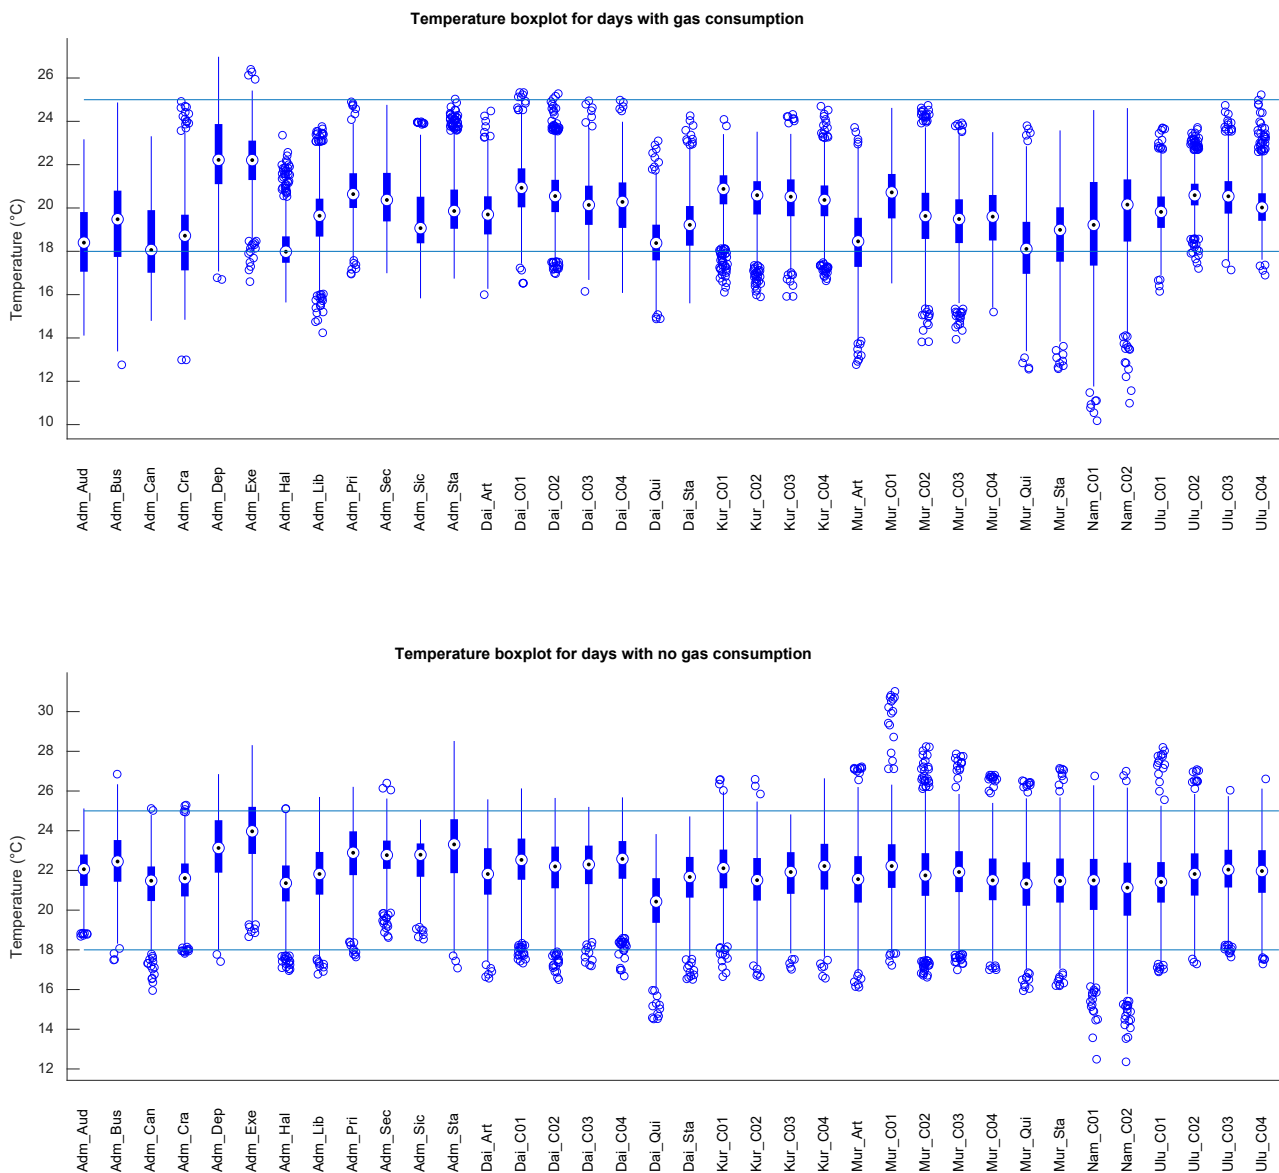 Temperature boxplot for days with gas consumption
26
24
22
20
18
16
14
12
10
Temperature (°C)
Adm_Aud
Adm_Bus
Adm_Can
Adm_Cra
Adm_Dep
Adm_Exe
Adm_Hal
Adm_Lib
Adm_Pri
Adm_Sec
Adm_Sic
Adm_Sta
Dai_Art
Dai_C01
Dai_C02
Dai_C03
Dai_C04
Dai_Qui
Dai_Sta
Kur_C01
Kur_C02
Kur_C03
Kur_C04
Mur_Art
Mur_C01
Mur_C02
Mur_C03
Mur_C04
Mur_Qui
Mur_Sta
Nam_C01
Nam_C02
Ulu_C01
Ulu_C02
Ulu_C03
Ulu_C04
Temperature boxplot for days with no gas consumption
30
28
26
24
22
20
18
16
14
12
Temperature (°C)
Adm_Aud
Adm_Bus
Adm_Can
Adm_Cra
Adm_Dep
Adm_Exe
Adm_Hal
Adm_Lib
Adm_Pri
Adm_Sec
Adm_Sic
Adm_Sta
Dai_Art
Dai_C01
Dai_C02
Dai_C03
Dai_C04
Dai_Qui
Dai_Sta
Kur_C01
Kur_C02
Kur_C03
Kur_C04
Mur_Art
Mur_C01
Mur_C02
Mur_C03
Mur_C04
Mur_Qui
Mur_Sta
Nam_C01
Nam_C02
Ulu_C01
Ulu_C02
Ulu_C03
Ulu_C04